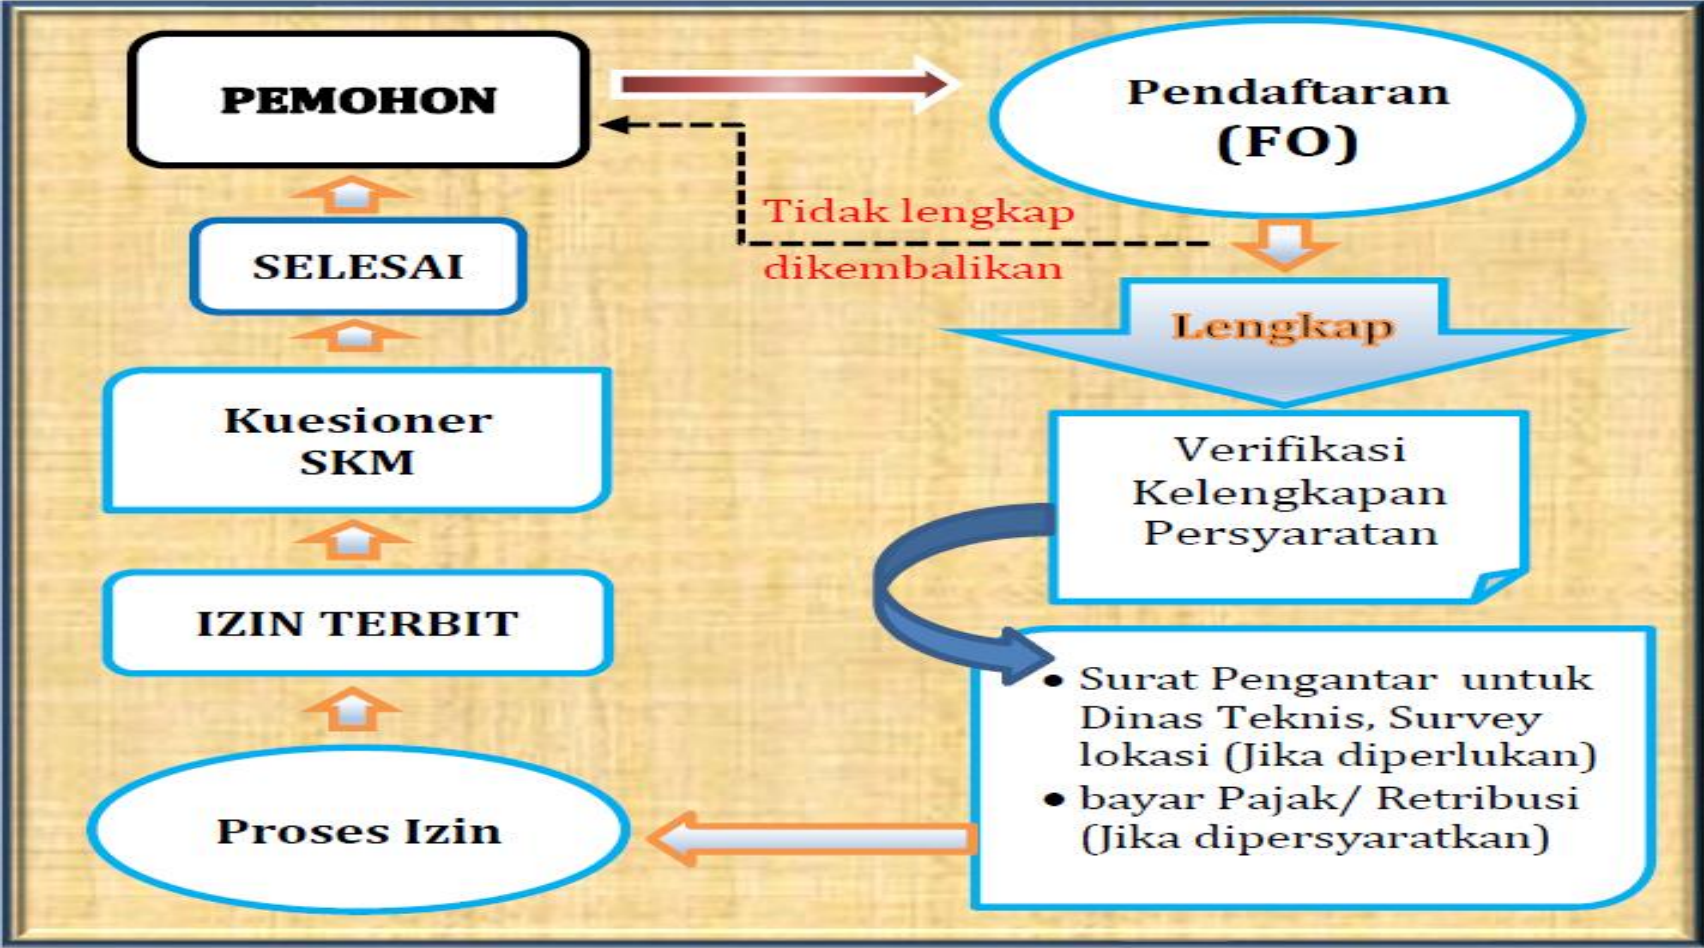 PEMOHON
Pendaftaran
(FO)
Tidak lengkap
dikembalikan
Lengkap
Verifikasi
Kelengkapan
Persyaratan
• Surat Pengantar untuk
Dinas Teknis, Survey
lokasi (Jika diperlukan)
• bayar Pajak/ Retribusi
(Jika dipersyaratkan)
Proses Izin
IZIN TERBIT
Kuesioner
SKM
SELESAI